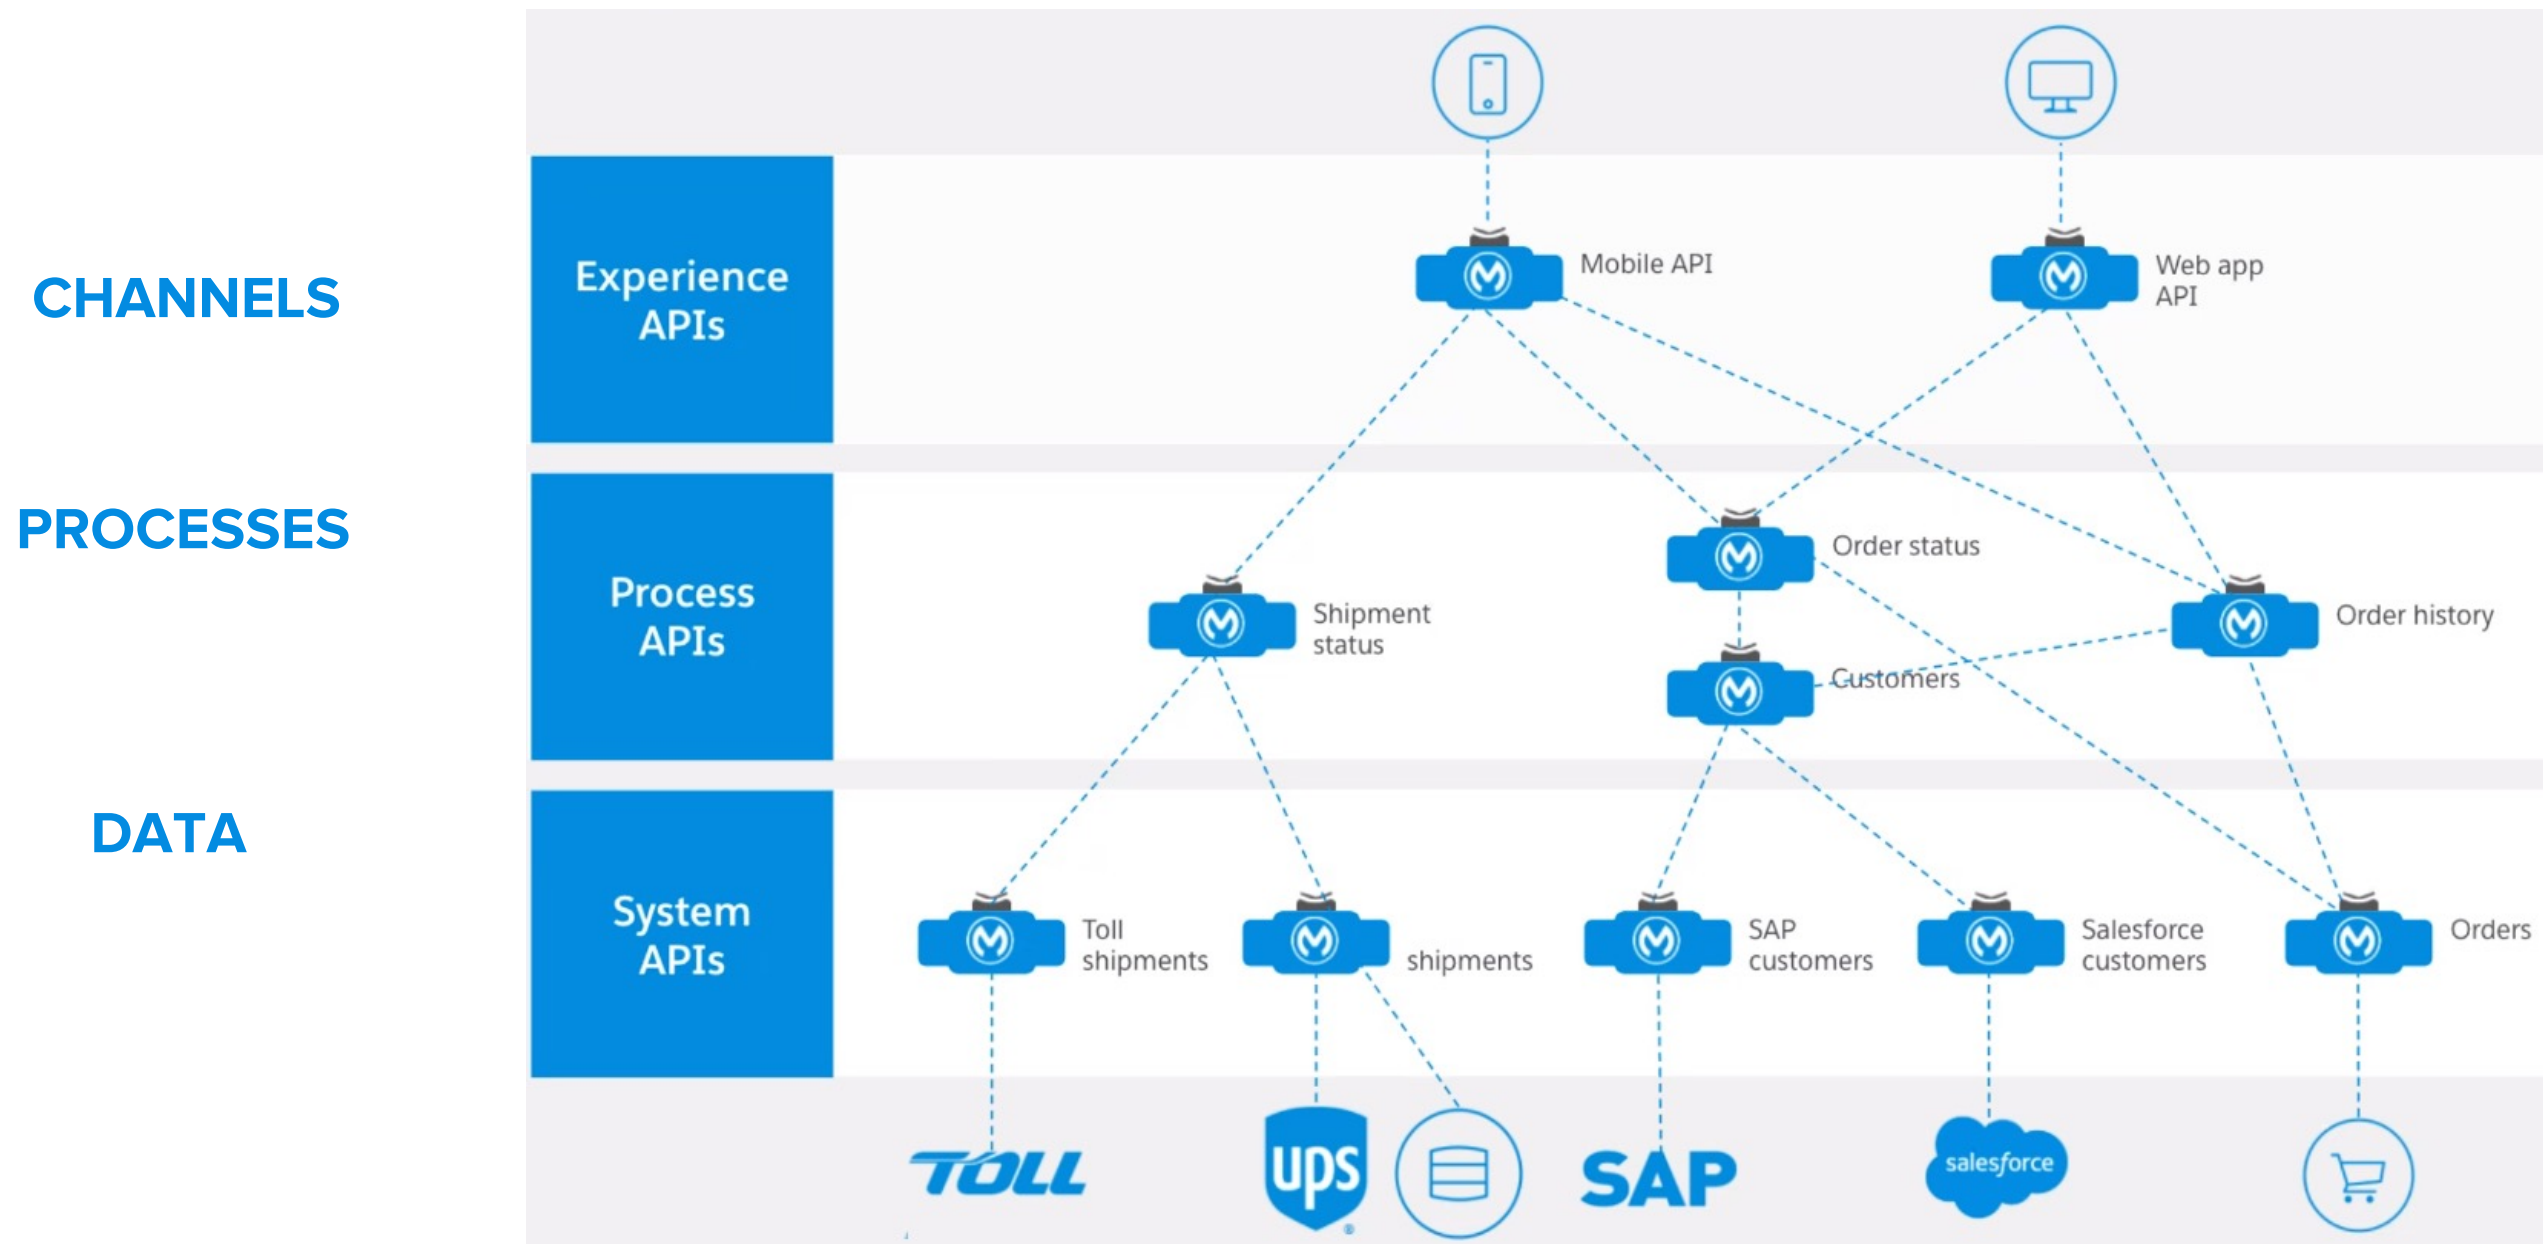 CHANNELS
Experience
APIs
Mobile API
Web app
API
PROCESSES
Process
APIs
Shipment
status
Order status
Customers
Order history
DATA
System
APIs
Toll
shipments
shipments
SAP
customers
Salesforce
customers
Orders
TOLL
ups
®
SAP
salesforce